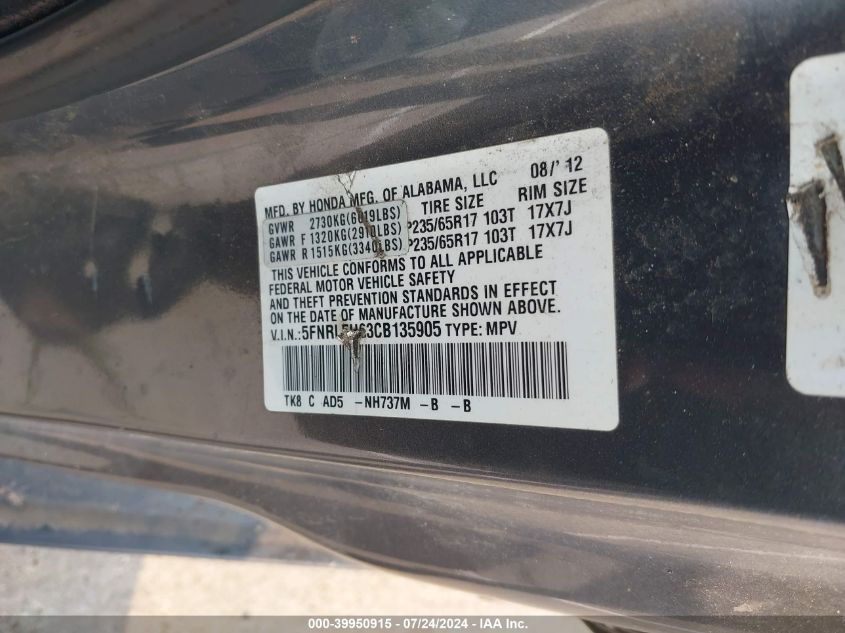 MFD. BY HONDA MFG. OF ALABAMA, LLC 08/'12
GVWR 2730KG(6019LBS) TIRE SIZE RIM SIZE
GAWR F 1320KG(2910LBS) P235/65R17 103T 17X7J
GAWR R 1515KG(3340LBS) P235/65R17 103T 17X7J
THIS VEHICLE CONFORMS TO ALL APPLICABLE
FEDERAL MOTOR VEHICLE SAFETY
AND THEFT PREVENTION STANDARDS IN EFFECT
ON THE DATE OF MANUFACTURE SHOWN ABOVE.
V.I.N.: TYPE: MPV
TK8 C AD5 -NH737M -B -B
000-39950915 - 07/24/2024 - IAA Inc.